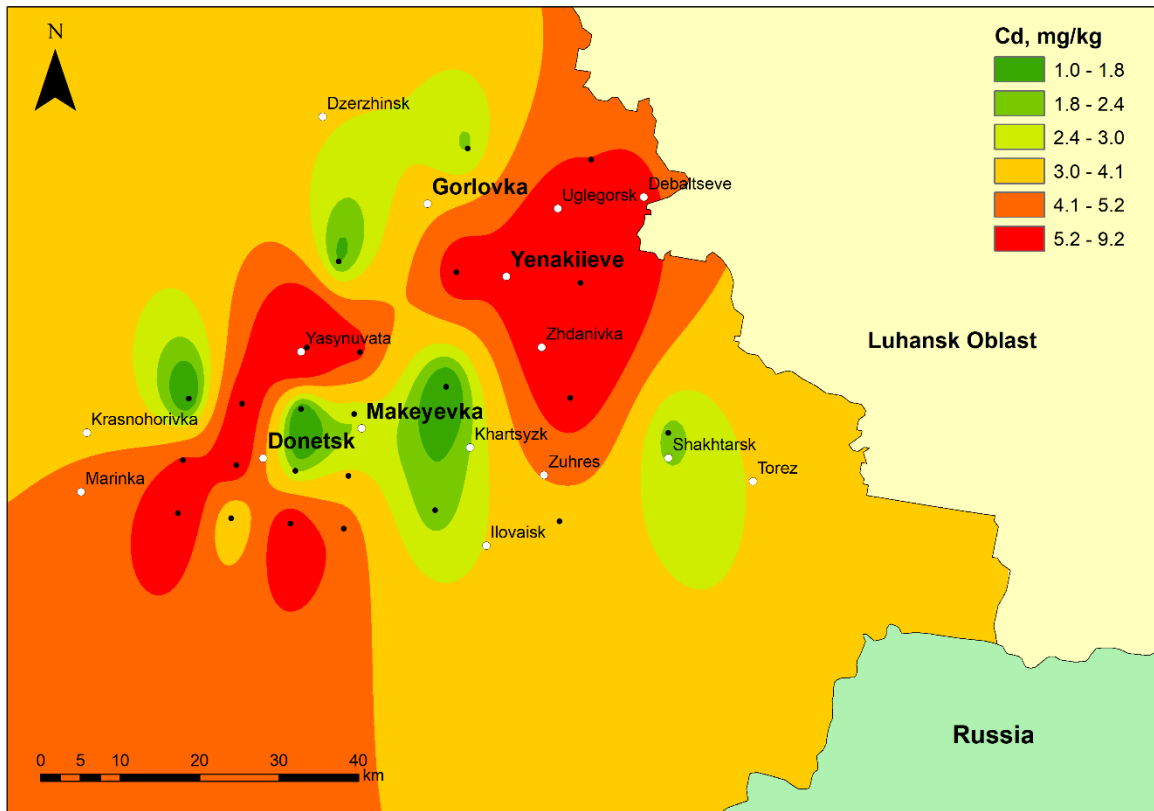 N
Cd, mg/kg
1.0 - 1.8
1.8 - 2.4
2.4 - 3.0
3.0 - 4.1
4.1 - 5.2
5.2 - 9.2
Dzerzhinsk
Gorlovka
Uglegorsk
Debaltseve
Yenakiieve
Yasynuvata
Zhdanivka
Luhansk Oblast
Krasnohorivka
Makeyevka
Donetsk
Khartsyzk
Shakhtarsk
Marinka
Zuhres
Torez
Ilovaisk
Russia
0 5 10 20 30 40
km